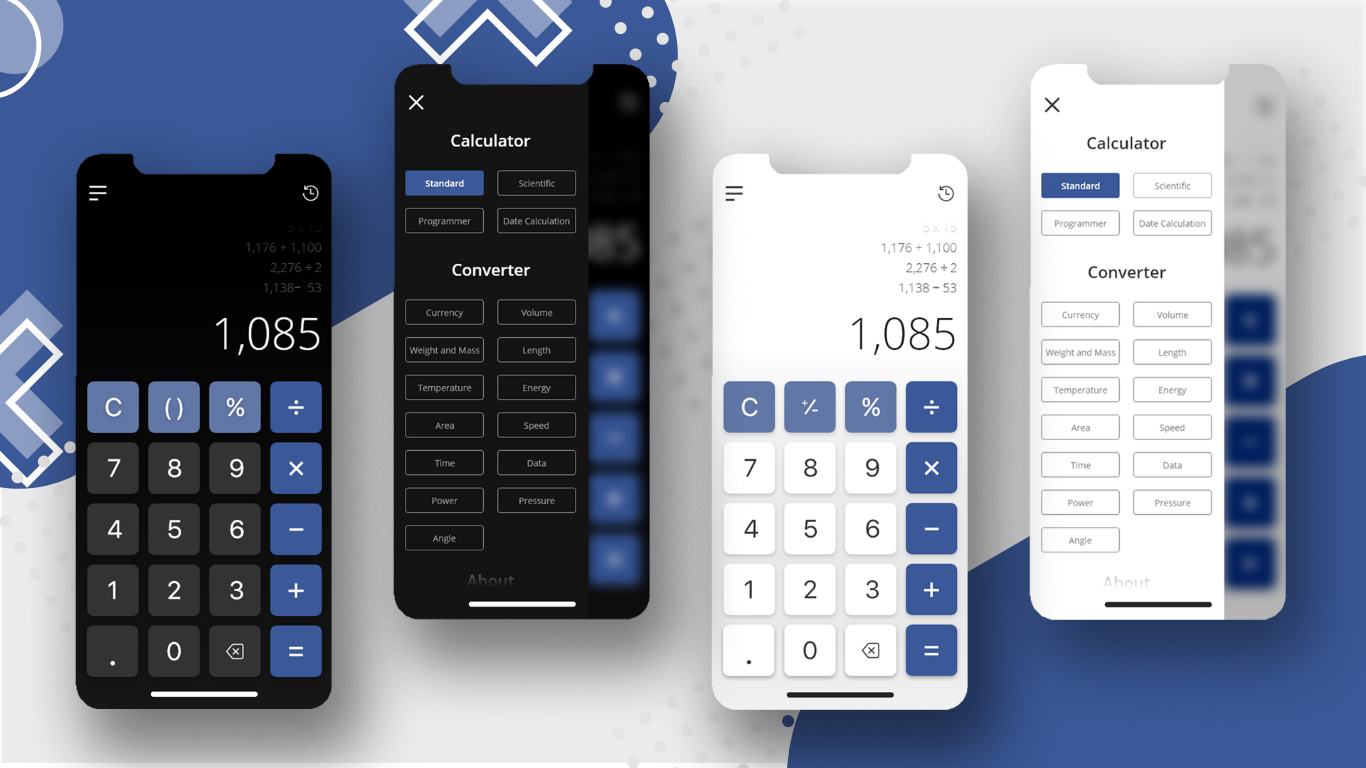 5 x 15
1,176 + 1,100
2,276 ÷ 2
1,138− 53
1,085
C ( ) % ÷
7 8 9 ×
4 5 6 −
1 2 3 +
. 0 =
Calculator
Standard Scientific
Programmer Date Calculation
Converter
Currency Volume
Weight and Mass Length
Temperature Energy
Area Speed
Time Data
Power Pressure
Angle
About
85
5 x 15
1,176 + 1,100
2,276 ÷ 2
1,138− 53
1,085
C +/− % ÷
7 8 9 ×
4 5 6 −
1 2 3 +
. 0 =
Calculator
Standard Scientific
Programmer Date Calculation
Converter
Currency Volume
Weight and Mass Length
Temperature Energy
Area Speed
Time Data
Power Pressure
Angle
About
85